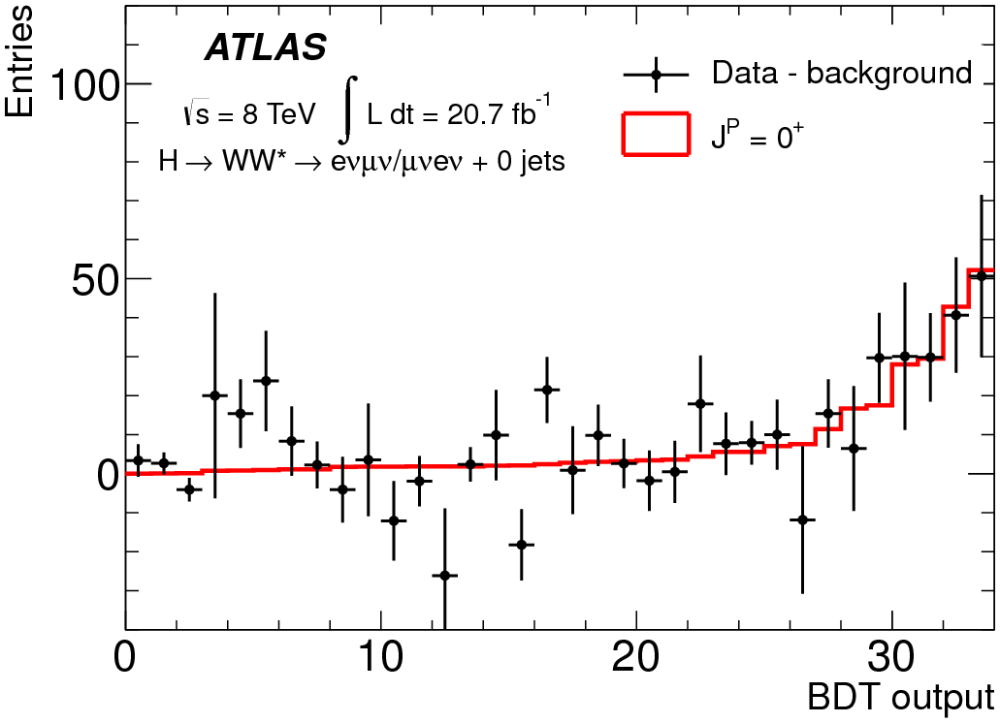 Entries
ATLAS
√s = 8 TeV ∫ L dt = 20.7 fb⁻¹
H → WW* → eνμν/μνeν + 0 jets
Data - background
Jᴾ = 0⁺
100
50
0
0 10 20 30
BDT output